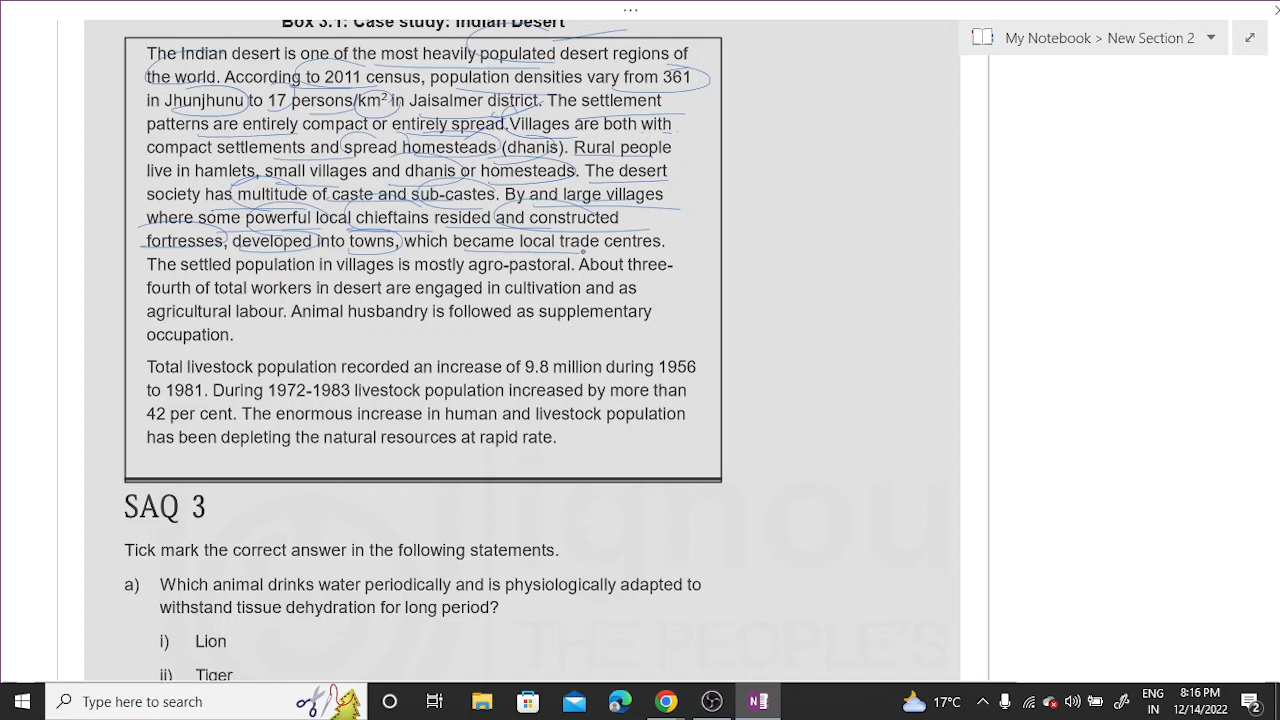 ...
My Notebook > New Section 2
Box 3.1: Case study: Indian Desert
The Indian desert is one of the most heavily populated desert regions of
the world. According to 2011 census, population densities vary from 361
in Jhunjhunu to 17 persons/km² in Jaisalmer district. The settlement
patterns are entirely compact or entirely spread.Villages are both with
compact settlements and spread homesteads (dhanis). Rural people
live in hamlets, small villages and dhanis or homesteads. The desert
society has multitude of caste and sub-castes. By and large villages
where some powerful local chieftains resided and constructed
fortresses, developed into towns, which became local trade centres.
The settled population in villages is mostly agro-pastoral. About three-
fourth of total workers in desert are engaged in cultivation and as
agricultural labour. Animal husbandry is followed as supplementary
occupation.
Total livestock population recorded an increase of 9.8 million during 1956
to 1981. During 1972-1983 livestock population increased by more than
42 per cent. The enormous increase in human and livestock population
has been depleting the natural resources at rapid rate.
ignou
SAQ 3
Tick mark the correct answer in the following statements.
a) Which animal drinks water periodically and is physiologically adapted to
withstand tissue dehydration for long period?
THE PEOPLE'S
i) Lion
ii) Tiger
Type here to search
17°C
ENG
IN
8:16 PM
12/14/2022
2